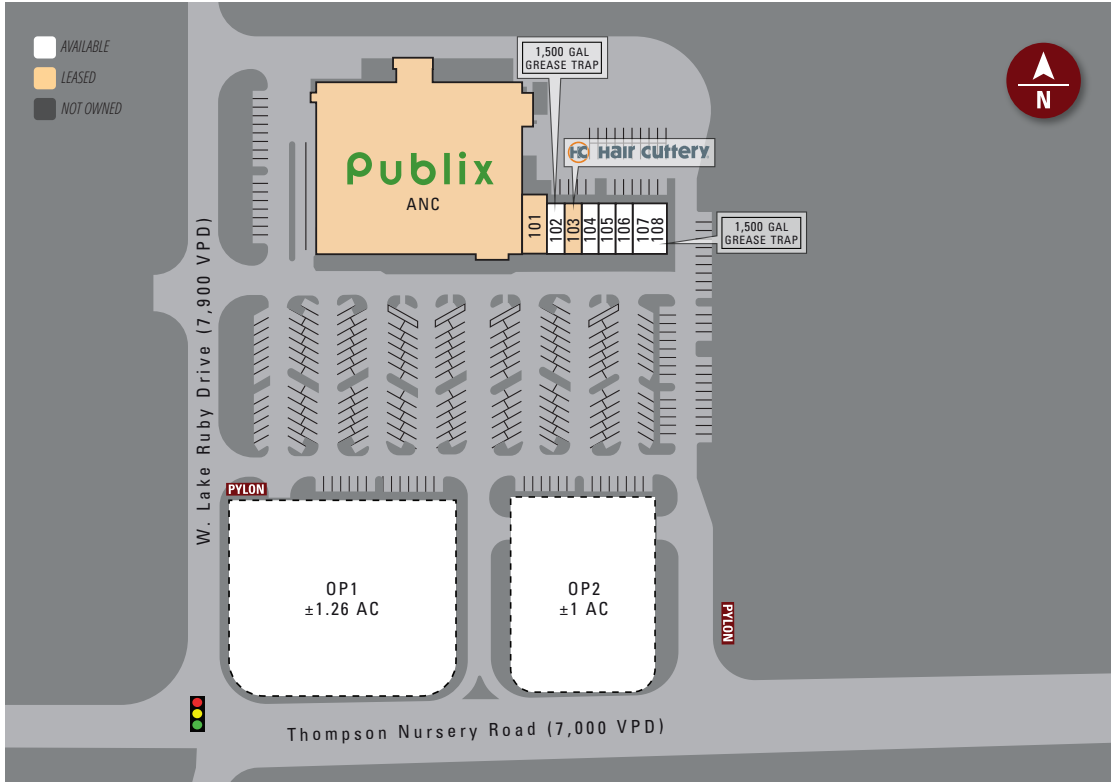 AVAILABLE
LEASED
NOT OWNED
1,500 GAL
GREASE TRAP
N
HC Hair Cuttery
Publix
ANC
101
102
103
104
105
106
107
108
1,500 GAL
GREASE TRAP
W. Lake Ruby Drive (7,900 VPD)
PYLON
OP1
±1.26 AC
OP2
±1 AC
PYLON
Thompson Nursery Road (7,000 VPD)